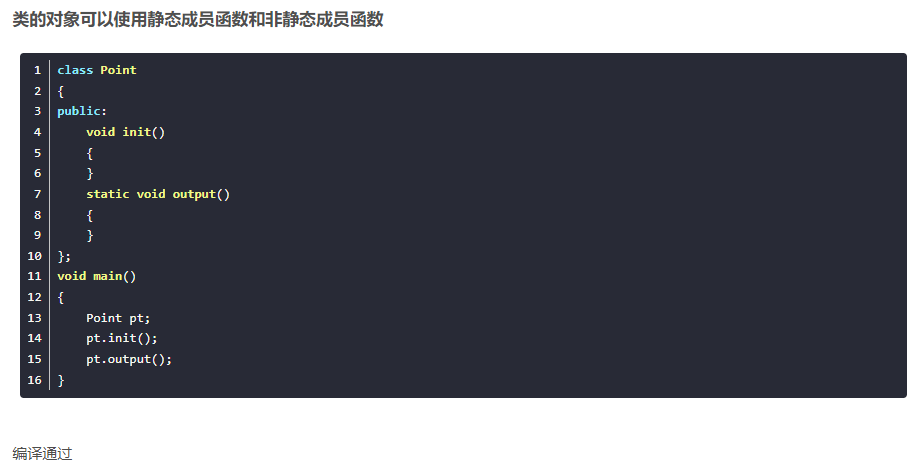 类的对象可以使用静态成员函数和非静态成员函数
1 class Point
2 {
3 public:
4     void init()
5     {
6     }
7     static void output()
8     {
9     }
10 };
11 void main()
12 {
13     Point pt;
14     pt.init();
15     pt.output();
16 }
编译通过